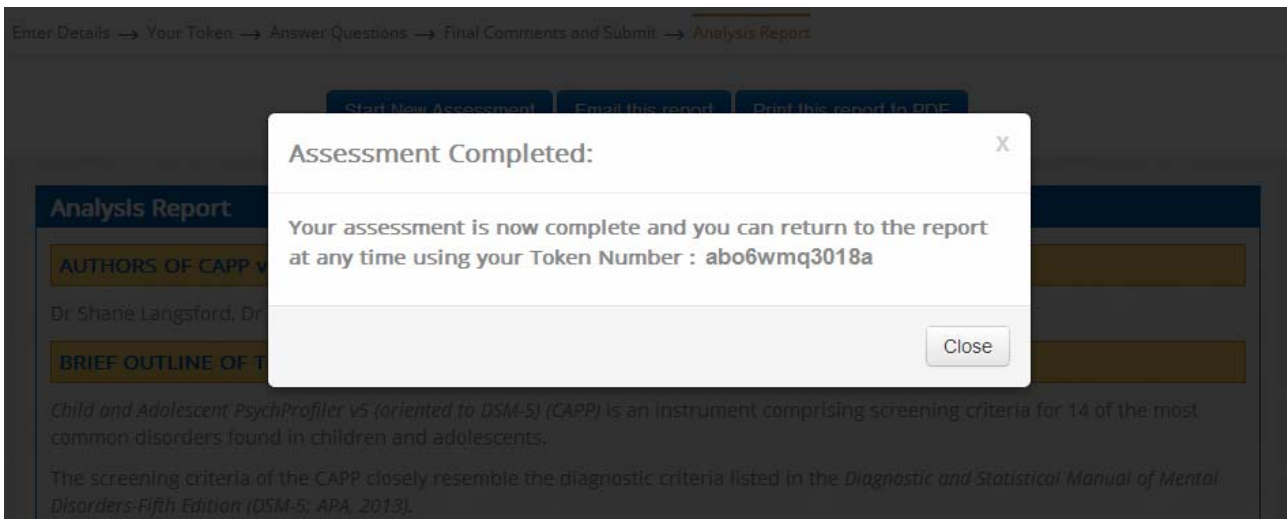 Enter Details → Your Token → Answer Questions → Final Comments and Submit → Analysis Report
Start New Assessment Email this report Print this report to PDF
Assessment Completed: X
Analysis Report
Your assessment is now complete and you can return to the report
at any time using your Token Number : abo6wmq3018a
AUTHORS OF CAPP v
Dr Shane Langsford, Dr
Close
BRIEF OUTLINE OF T
Child and Adolescent PsychProfiler v5 (oriented to DSM-5) (CAPP) is an instrument comprising screening criteria for 14 of the most
common disorders found in children and adolescents.
The screening criteria of the CAPP closely resemble the diagnostic criteria listed in the Diagnostic and Statistical Manual of Mental
Disorders-Fifth Edition (DSM-5; APA, 2013).